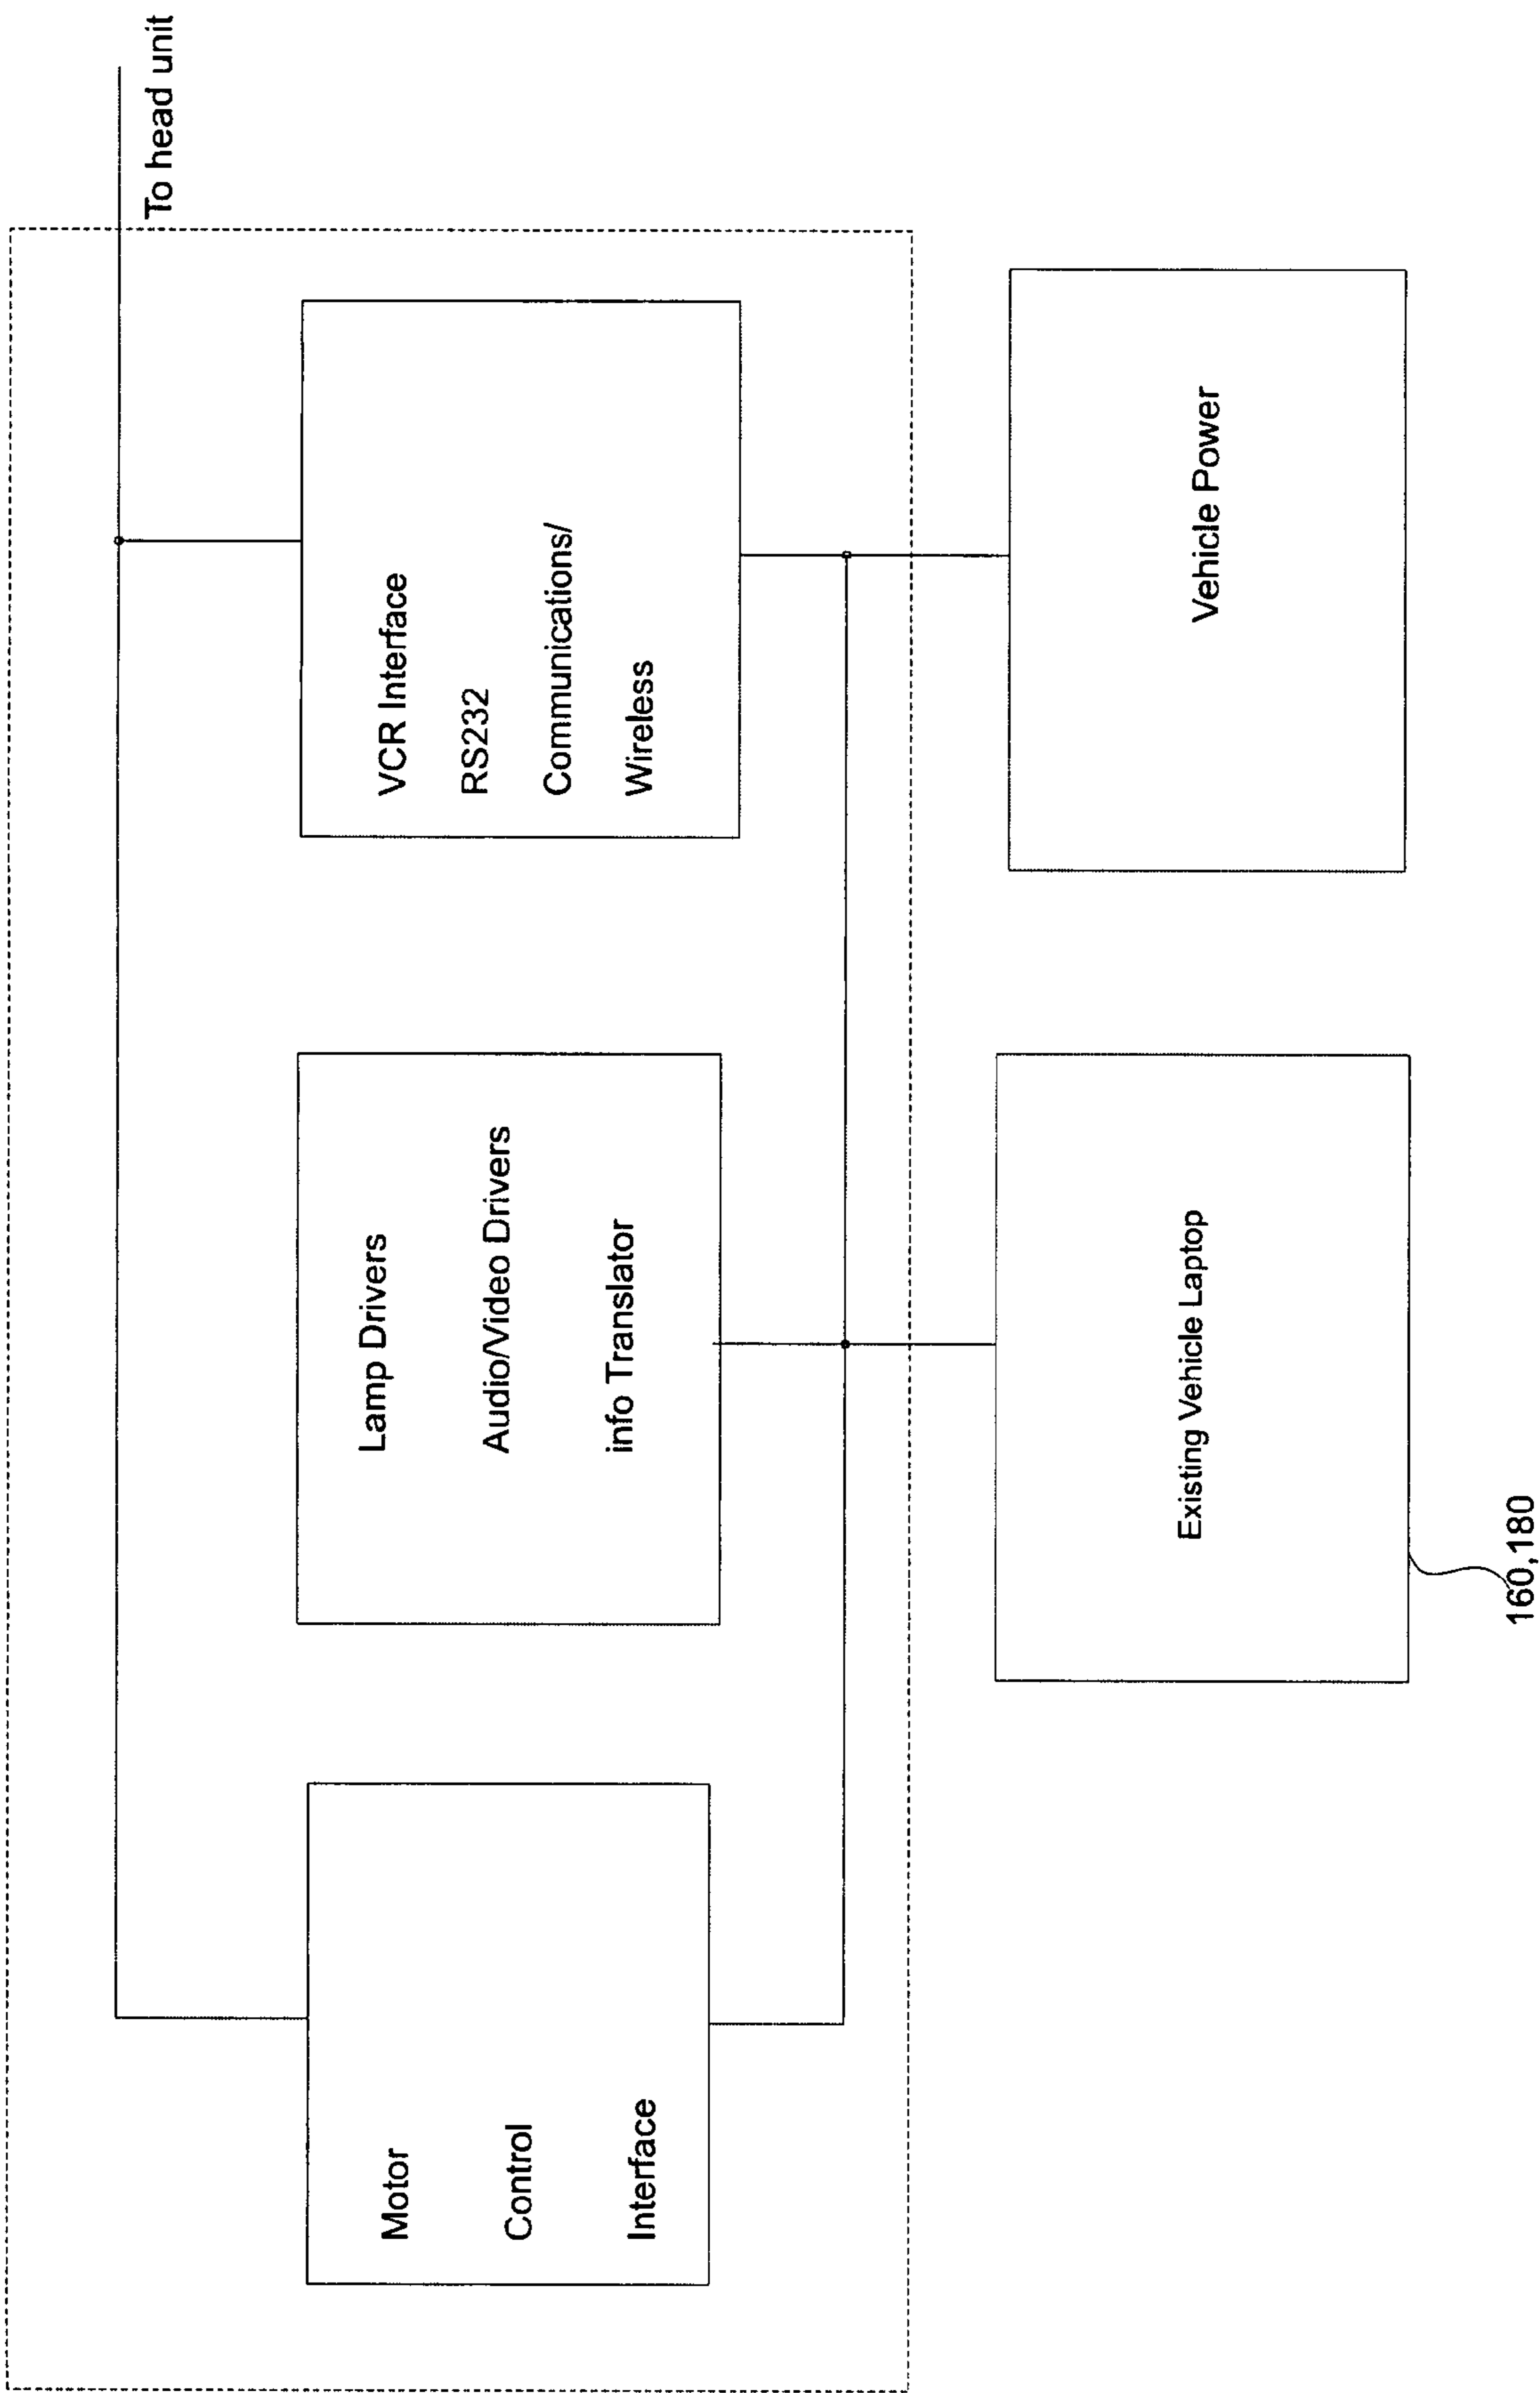 To head unit
Motor
Control
Interface
Lamp Drivers
Audio/Video Drivers
info Translator
VCR Interface
RS232
Communications/
Wireless
Existing Vehicle Laptop
Vehicle Power
160,180